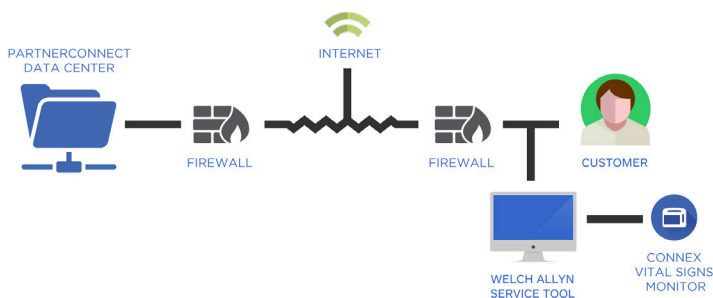 PARTNERCONNECT
DATA CENTER
INTERNET
FIREWALL
FIREWALL
CUSTOMER
WELCH ALLYN
SERVICE TOOL
CONNEX
VITAL SIGNS
MONITOR